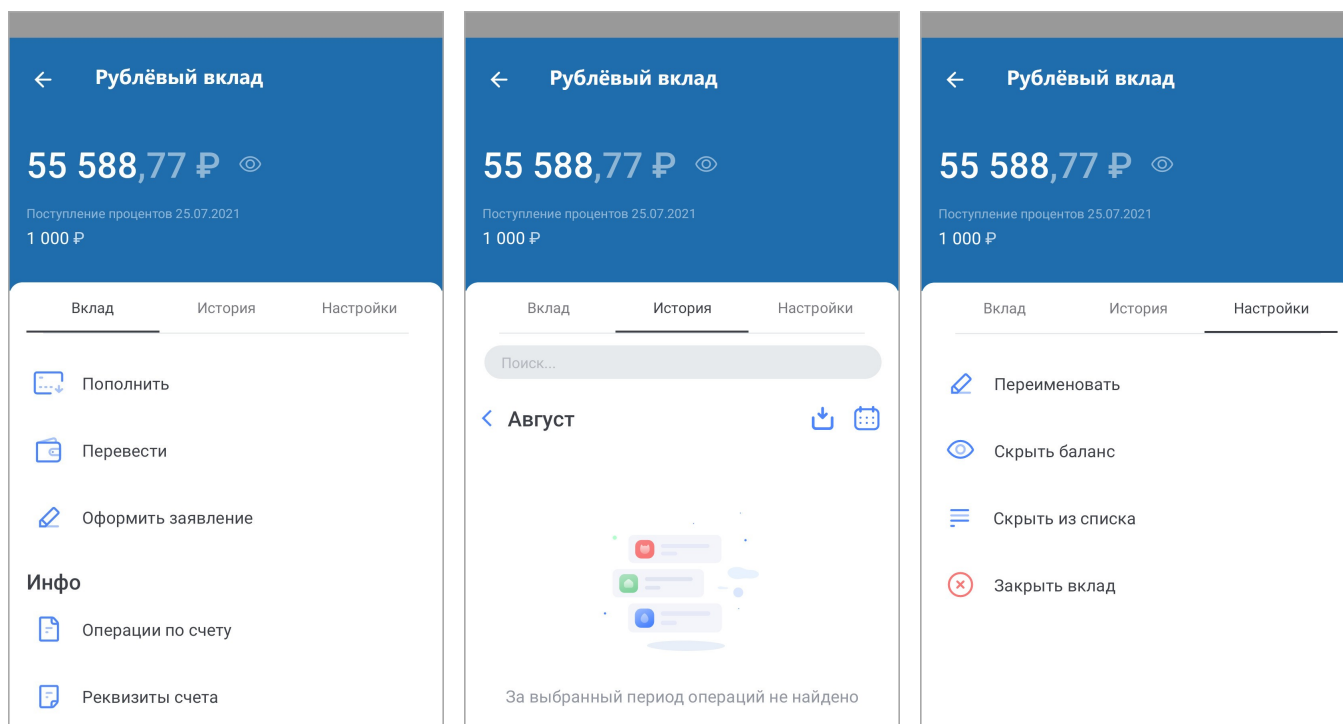 Рублёвый вклад
55 588,77 ₽
Поступление процентов 25.07.2021
1 000 ₽
Вклад История Настройки
Пополнить
Перевести
Оформить заявление
Инфо
Операции по счету
Реквизиты счета
Рублёвый вклад
55 588,77 ₽
Поступление процентов 25.07.2021
1 000 ₽
Вклад История Настройки
Поиск...
Август
За выбранный период операций не найдено
Рублёвый вклад
55 588,77 ₽
Поступление процентов 25.07.2021
1 000 ₽
Вклад История Настройки
Переименовать
Скрыть баланс
Скрыть из списка
Закрыть вклад